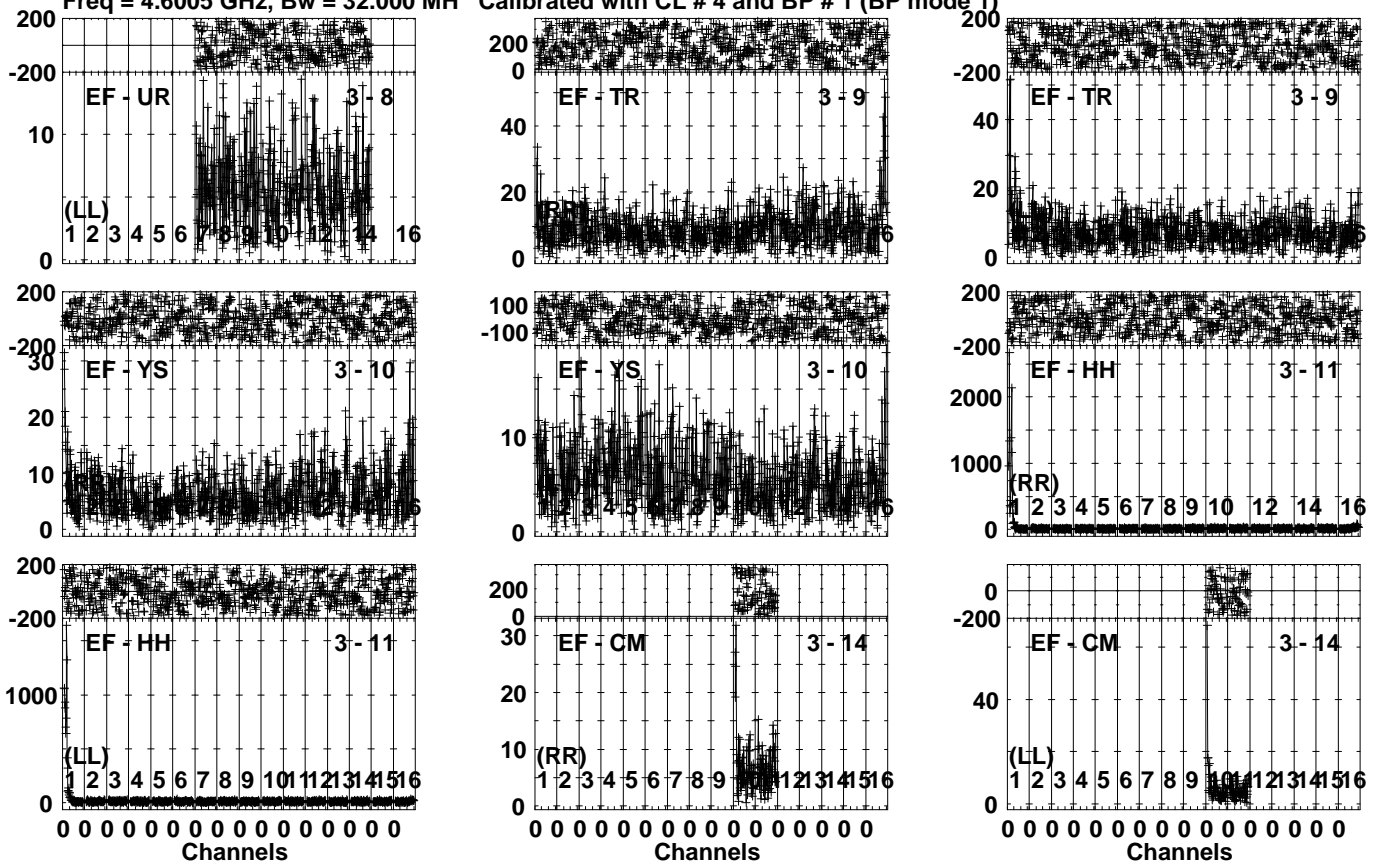 Freq = 4.6005 GHz, Bw = 32.000 MH Calibrated with CL # 4 and BP # 1 (BP mode 1)
200
-200
EF - UR 3 - 8
10
0
(LL)
1 2 3 4 5 6 7 8 9 10 12 14 16
200
0
EF - TR 3 - 9
40
20
0
(RR)
16
200
-200
EF - TR 3 - 9
40
20
0
200
-200
EF - YS 3 - 10
30
20
10
0
100
-100
EF - YS 3 - 10
10
0
200
-200
EF - HH 3 - 11
2000
1000
0
(RR)
1 2 3 4 5 6 7 8 9 10 12 14 16
200
-200
EF - HH 3 - 11
1000
0
(LL)
1 2 3 4 5 6 7 8 9 10 11 12 13 14 15 16
0 0 0 0 0 0 0 0 0 0 0 0 0 0 0 0
Channels
200
0
EF - CM 3 - 14
30
20
10
0
(RR)
1 2 3 4 5 6 7 8 9 12 13 14 15 16
0 0 0 0 0 0 0 0 0 0 0 0 0 0 0 0
Channels
0
-200
EF - CM 3 - 14
40
0
(LL)
1 2 3 4 5 6 7 8 9 10 11 12 13 14 15 16
0 0 0 0 0 0 0 0 0 0 0 0 0 0 0 0
Channels